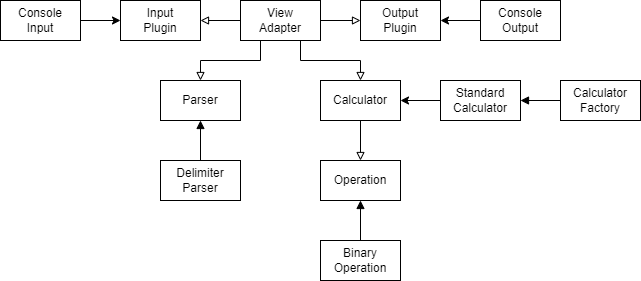 Console
Input
Input
Plugin
View
Adapter
Output
Plugin
Console
Output
Parser
Calculator
Standard
Calculator
Calculator
Factory
Delimiter
Parser
Operation
Binary
Operation